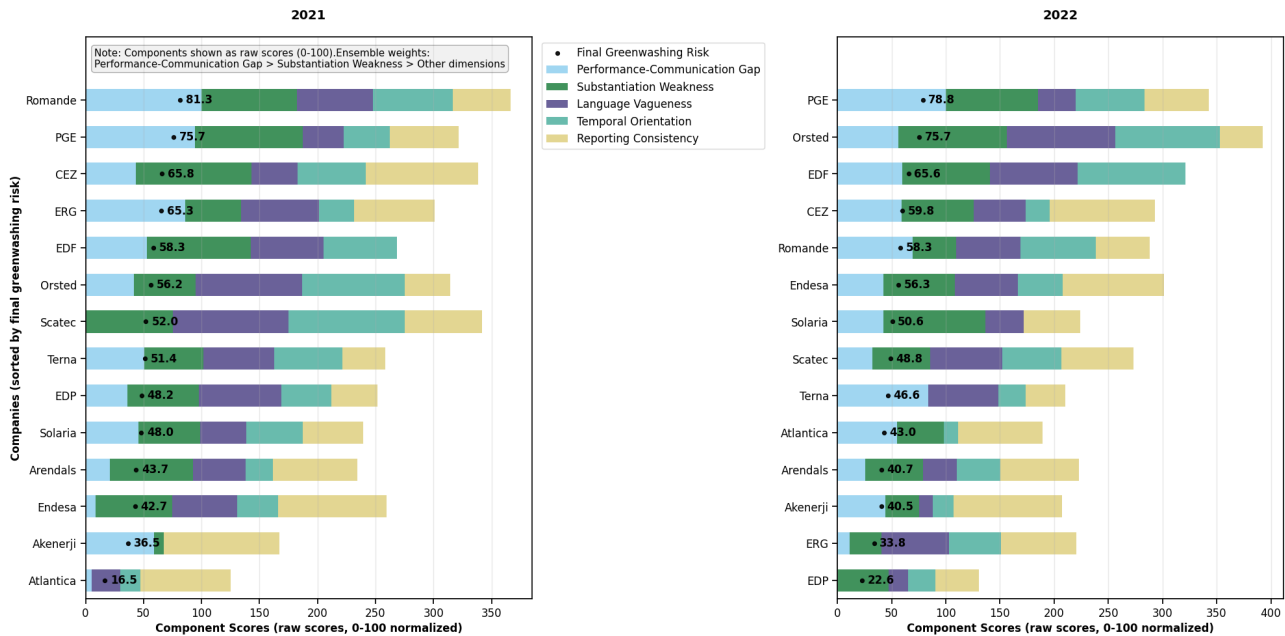 2021
Note: Components shown as raw scores (0-100).Ensemble weights:
Performance-Communication Gap > Substantiation Weakness > Other dimensions
Companies (sorted by final greenwashing risk)
Romande 81.3
PGE 75.7
CEZ 65.8
ERG 65.3
EDF 58.3
Orsted 56.2
Scatec 52.0
Terna 51.4
EDP 48.2
Solaria 48.0
Arendals 43.7
Endesa 42.7
Akenerji 36.5
Atlantica 16.5
0 50 100 150 200 250 300 350
Component Scores (raw scores, 0-100 normalized)
Final Greenwashing Risk
Performance-Communication Gap
Substantiation Weakness
Language Vagueness
Temporal Orientation
Reporting Consistency
2022
PGE 78.8
Orsted 75.7
EDF 65.6
CEZ 59.8
Romande 58.3
Endesa 56.3
Solaria 50.6
Scatec 48.8
Terna 46.6
Atlantica 43.0
Arendals 40.7
Akenerji 40.5
ERG 33.8
EDP 22.6
0 50 100 150 200 250 300 350 400
Component Scores (raw scores, 0-100 normalized)